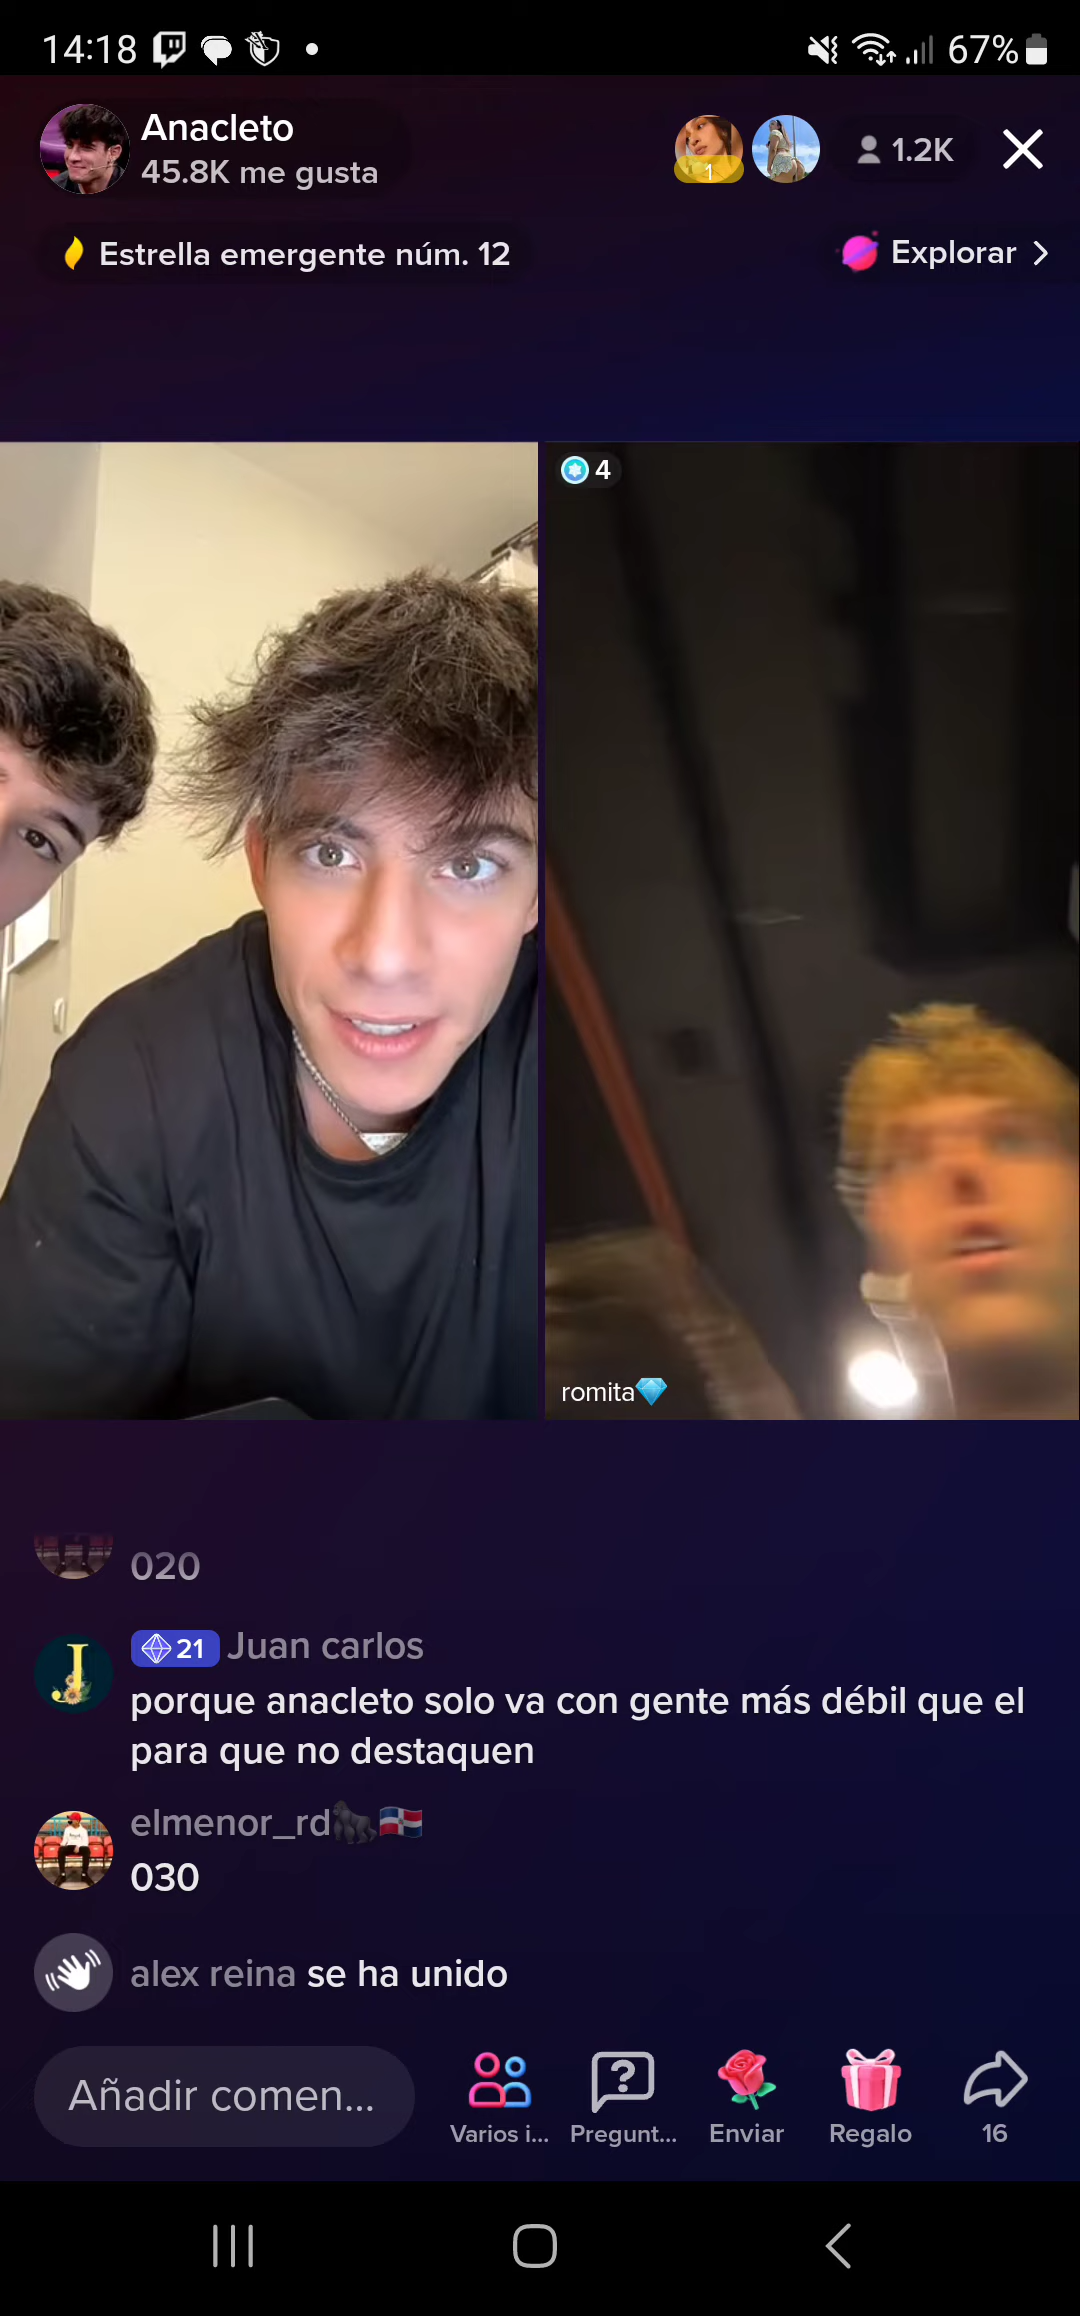 14:18
67%
Anacleto
45.8K me gusta
1
1.2K
Estrella emergente núm. 12
Explorar
4
romita
020
21 Juan carlos
porque anacleto solo va con gente más débil que el
para que no destaquen
elmenor_rd
030
alex reina se ha unido
Añadir comen...
Varios i...
Pregunt...
Enviar
Regalo
16